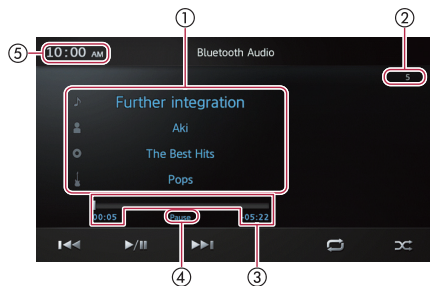 ①
②
⑤ 10:00 AM Bluetooth Audio
5
Further integration
Aki
The Best Hits
Pops
00:05 Pause -05:22
④ ③